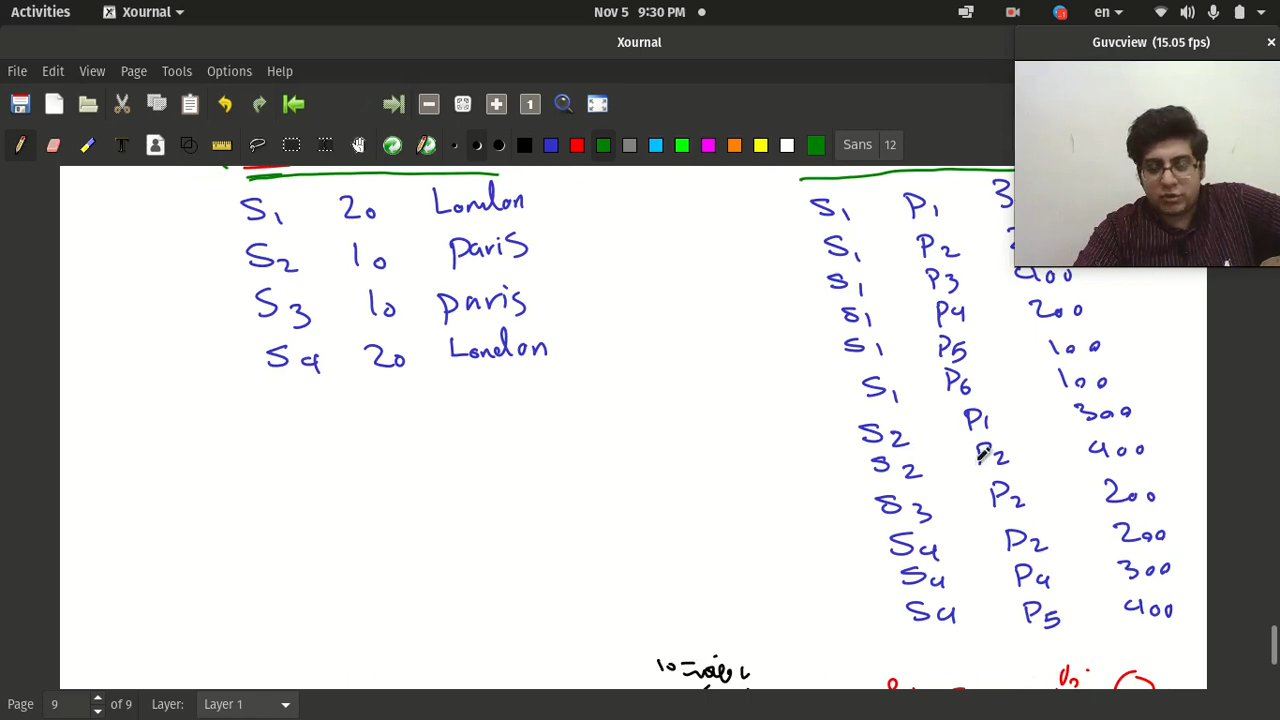 Activities Xournal Nov 5 9:30 PM en
Xournal
Guvcview (15.05 fps)
File Edit View Page Tools Options Help
Sans 12
S1 20 London
S2 10 paris
S3 10 paris
S4 20 London
S1 P1 3
S1 P2
S1 P3 400
S1 P4 200
S1 P5 100
S1 P6 100
S2 P1 300
S2 P2 400
S3 P2 200
S4 P2 200
S4 P4 300
S4 P5 400
Page 9 of 9 Layer: Layer 1